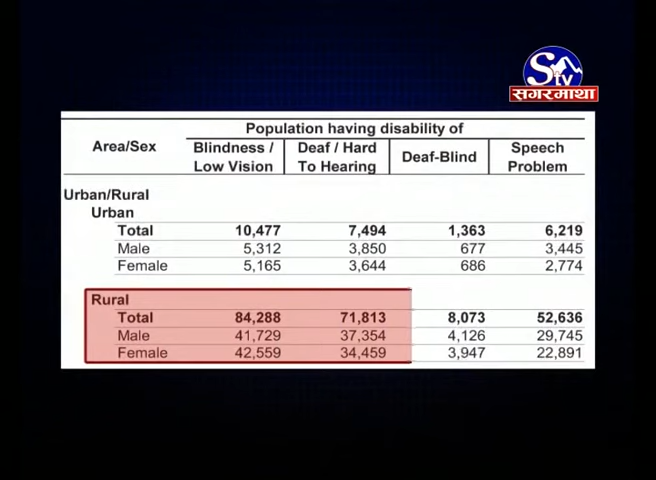 S tv
सगरमाथा
Population having disability of
Area/Sex Blindness / Low Vision Deaf / Hard To Hearing Deaf-Blind Speech Problem
Urban/Rural
Urban
Total 10,477 7,494 1,363 6,219
Male 5,312 3,850 677 3,445
Female 5,165 3,644 686 2,774
Rural
Total 84,288 71,813 8,073 52,636
Male 41,729 37,354 4,126 29,745
Female 42,559 34,459 3,947 22,891